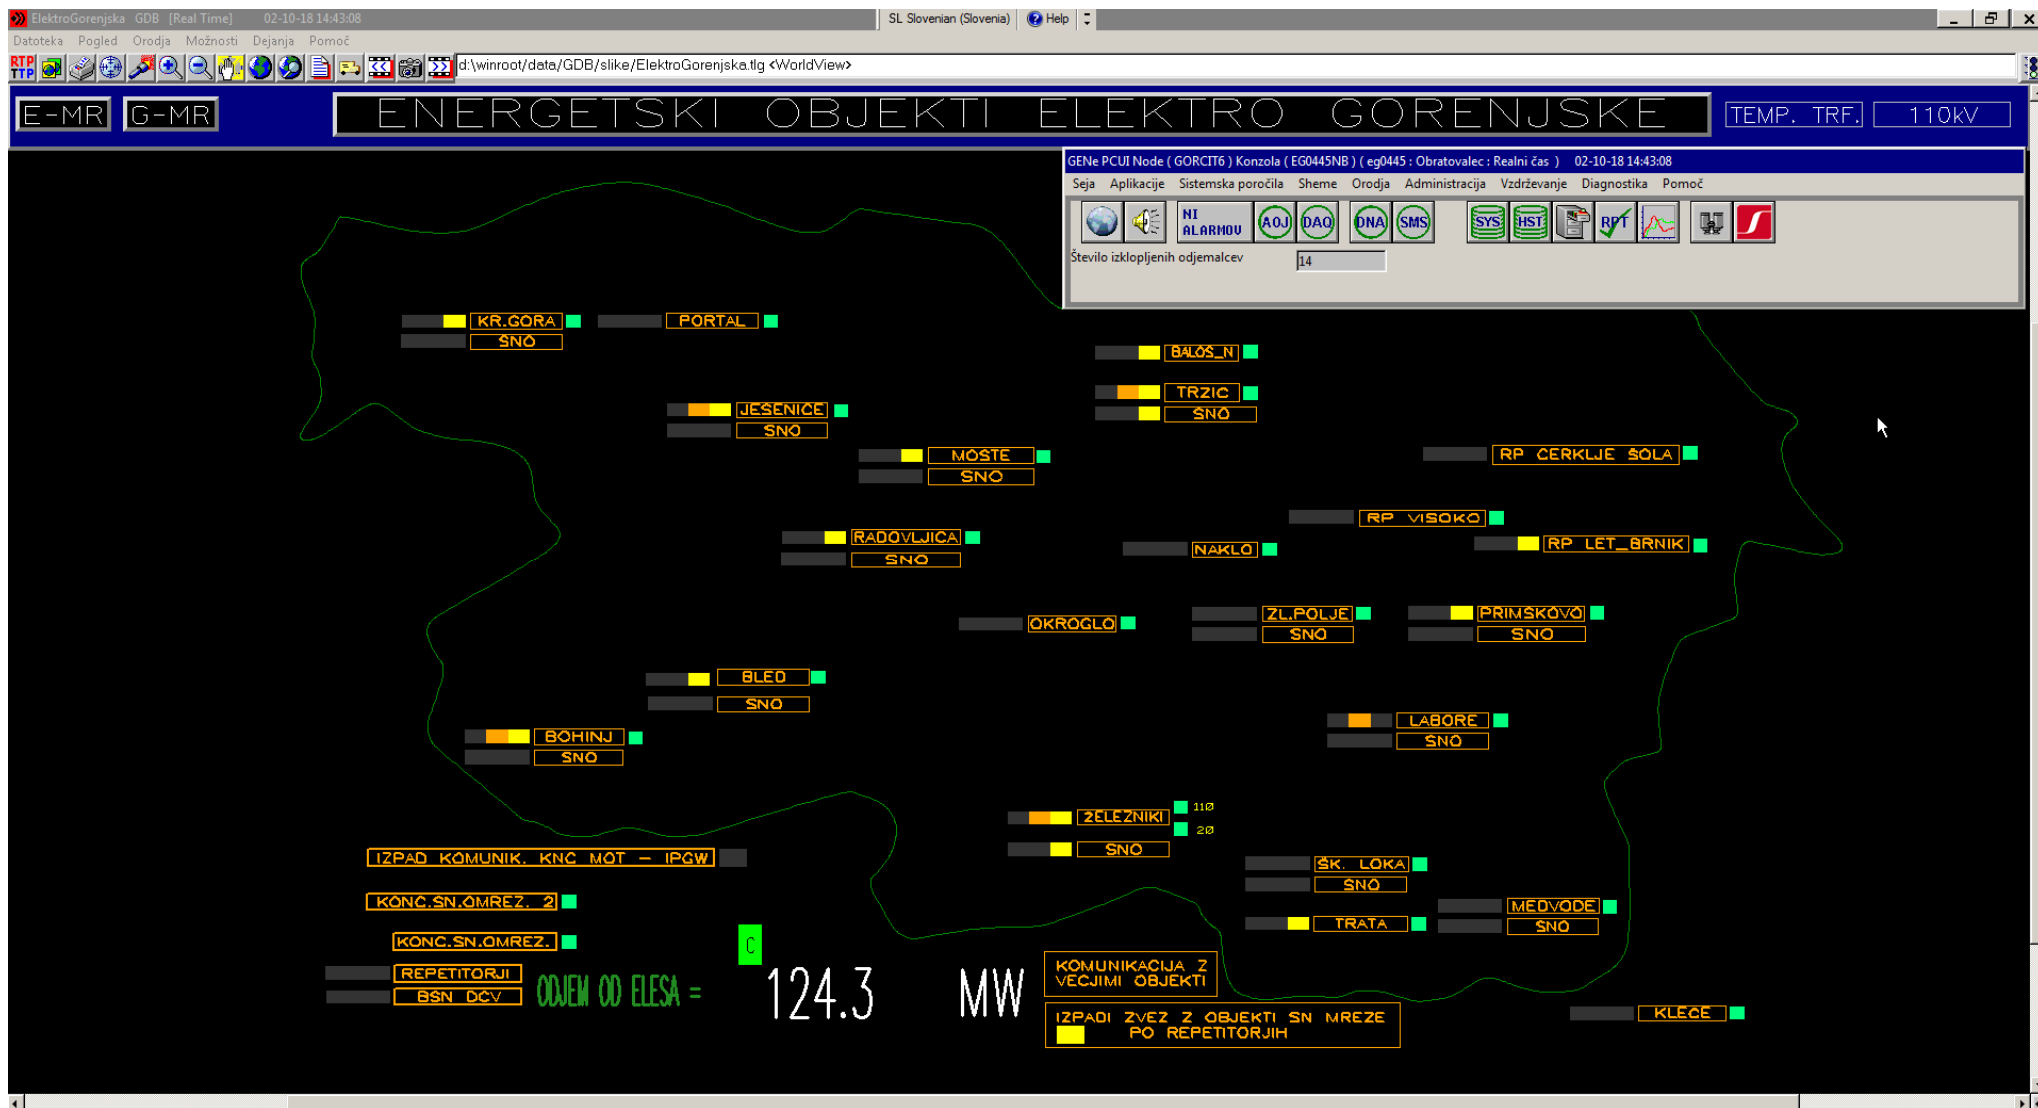 ElektroGorenjska GDB [Real Time] 02-10-18 14:43:08
SL Slovenian (Slovenia) Help
Datoteka Pogled Orodja Možnosti Dejanja Pomoč
RTP
TTP
d:\winroot/data/GDB/slike/ElektroGorenjska.tlg <WorldView>
E-MR G-MR ENERGETSKI OBJEKTI ELEKTRO GORENJSKE TEMP. TRF. 110kV
GENe PCUI Node ( GORCIT6 ) Konzola ( EG0445NB ) ( eg0445 : Obratovalec : Realni čas ) 02-10-18 14:43:08
Seja Aplikacije Sistemska poročila Sheme Orodja Administracija Vzdrževanje Diagnostika Pomoč
NI
ALARMOV
AOJ DAQ DNA SMS SYS HST RPT
Število izklopljenih odjemalcev 14
KR.GORA PORTAL
SNO
BALOS_N
TRZIC
SNO
JESENICE
SNO
MOSTE
SNO
RP CERKLJE ŠOLA
RP VISOKO
RADOVLJICA
SNO
NAKLO
RP LET_BRNIK
OKROGLO
ZL.POLJE
SNO
PRIMSKOVO
SNO
BLED
SNO
BOHINJ
SNO
LABORE
SNO
ŽELEZNIKI
110
20
SNO
IZPAD KOMUNIK. KNC MOT - IPGW
ŠK. LOKA
SNO
KONC.SN.OMREZ. 2
TRATA
MEDVODE
SNO
KONC.SN.OMREZ.
C
REPETITORJI
BSN DCV
ODJEM OD ELESA = 124.3 MW
KOMUNIKACIJA Z
VECJIMI OBJEKTI
IZPADI ZVEZ Z OBJEKTI SN MREZE
PO REPETITORJIH
KLECE